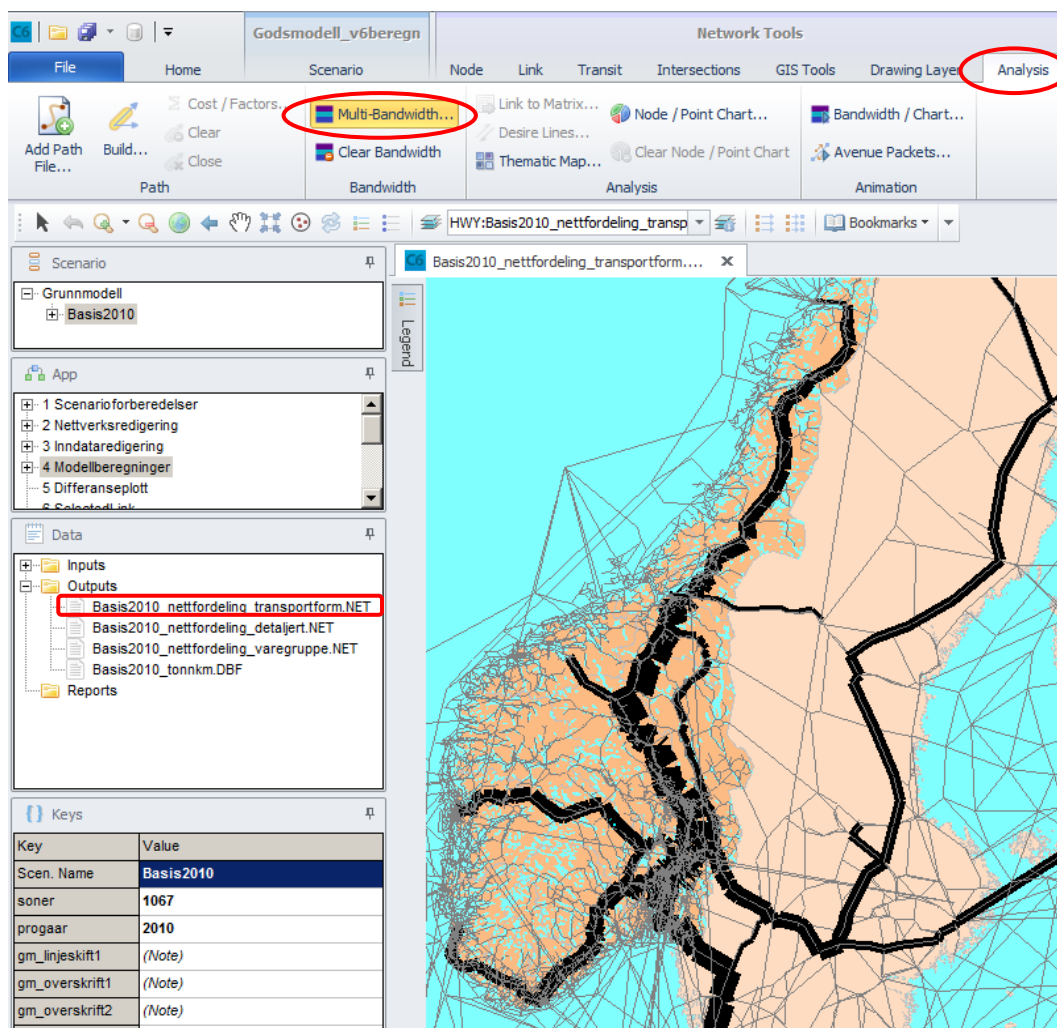 C6
Godsmodell_v6beregn
Network Tools
File Home Scenario Node Link Transit Intersections GIS Tools Drawing Layer Analysis
Add Path File...
Build...
Cost / Factors...
Clear
Close
Path
Multi-Bandwidth...
Clear Bandwidth
Bandwidth
Link to Matrix...
Desire Lines...
Thematic Map...
Node / Point Chart...
Clear Node / Point Chart
Analysis
Bandwidth / Chart...
Avenue Packets...
Animation
HWY:Basis2010_nettfordeling_transp
Bookmarks
Scenario
Grunnmodell
Basis2010
App
1 Scenarioforberedelser
2 Nettverksredigering
3 Inndataredigering
4 Modellberegninger
5 Differanseplott
6 SelectedLink
Data
Inputs
Outputs
Basis2010_nettfordeling_transportform.NET
Basis2010_nettfordeling_detaljert.NET
Basis2010_nettfordeling_varegruppe.NET
Basis2010_tonnkm.DBF
Reports
Keys
Key Value
Scen. Name Basis2010
soner 1067
progaar 2010
gm_linjeskift1 (Note)
gm_overskrift1 (Note)
gm_overskrift2 (Note)
C6 Basis2010_nettfordeling_transportform....
Legend